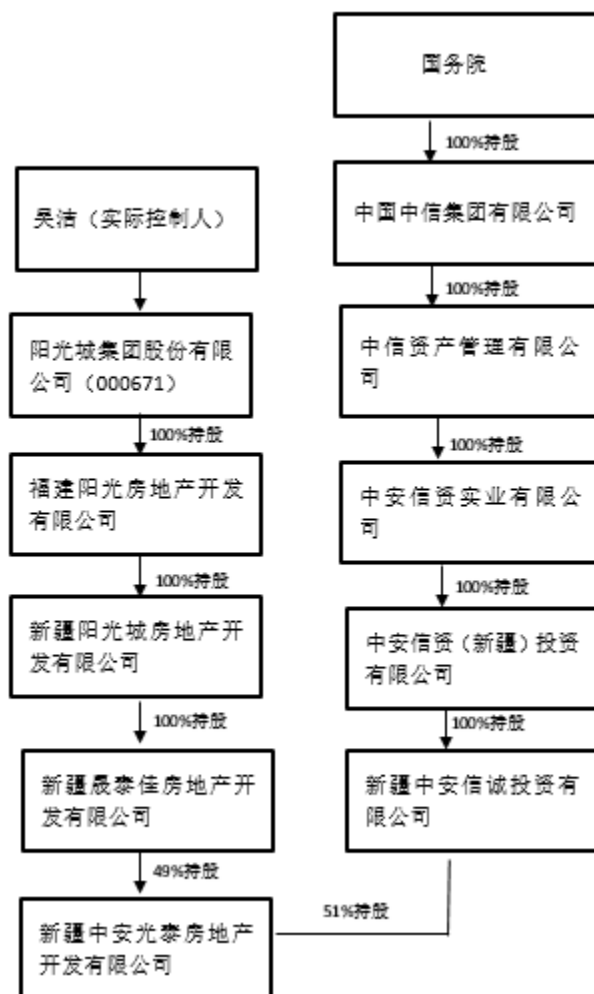 国务院
100%持股
中国中信集团有限公司
100%持股
中信资产管理有限公
司
100%持股
中安信资实业有限公
司
100%持股
中安信资（新疆）投资
有限公司
100%持股
新疆中安信诚投资有
限公司
51%持股
吴洁（实际控制人）
阳光城集团股份有限
公司（000671）
100%持股
福建阳光房地产开发
有限公司
100%持股
新疆阳光城房地产开
发有限公司
100%持股
新疆晟泰佳房地产开
发有限公司
49%持股
新疆中安光泰房地产
开发有限公司